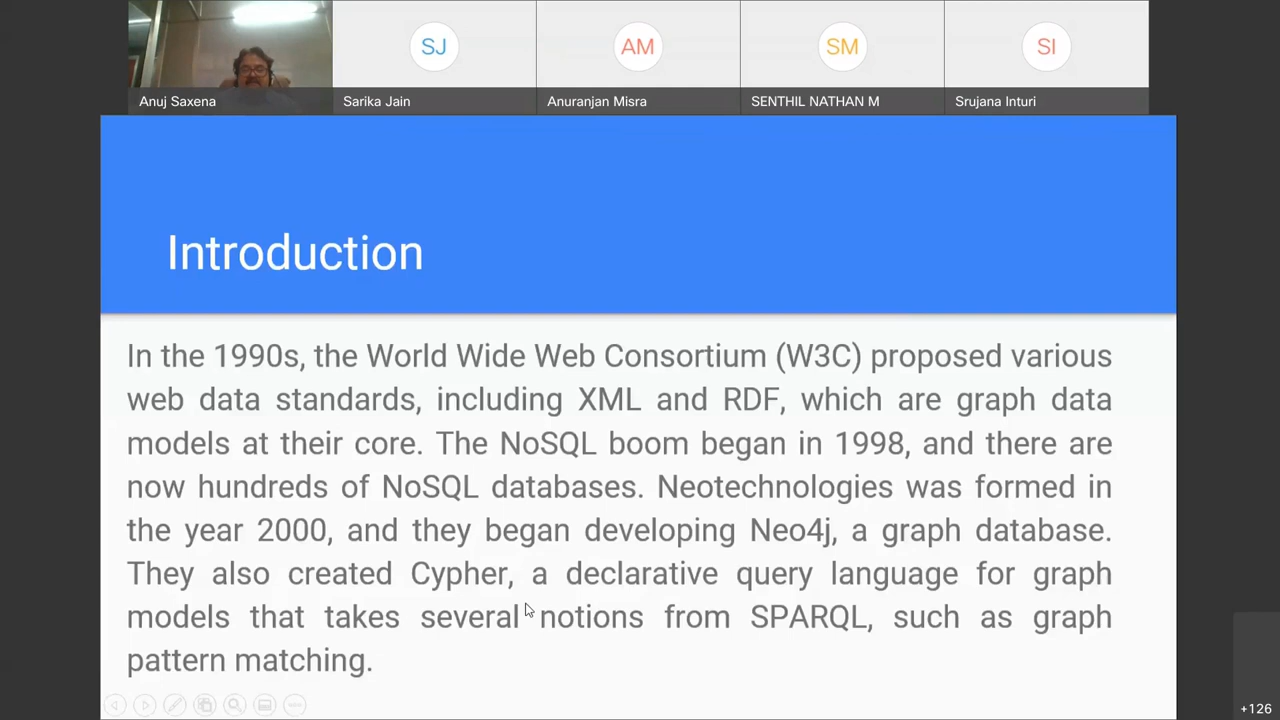 SJ
AM
SM
SI
Anuj Saxena
Sarika Jain
Anuranjan Misra
SENTHIL NATHAN M
Srujana Inturi
Introduction
In the 1990s, the World Wide Web Consortium (W3C) proposed various
web data standards, including XML and RDF, which are graph data
models at their core. The NoSQL boom began in 1998, and there are
now hundreds of NoSQL databases. Neotechnologies was formed in
the year 2000, and they began developing Neo4j, a graph database.
They also created Cypher, a declarative query language for graph
models that takes several notions from SPARQL, such as graph
pattern matching.
+126